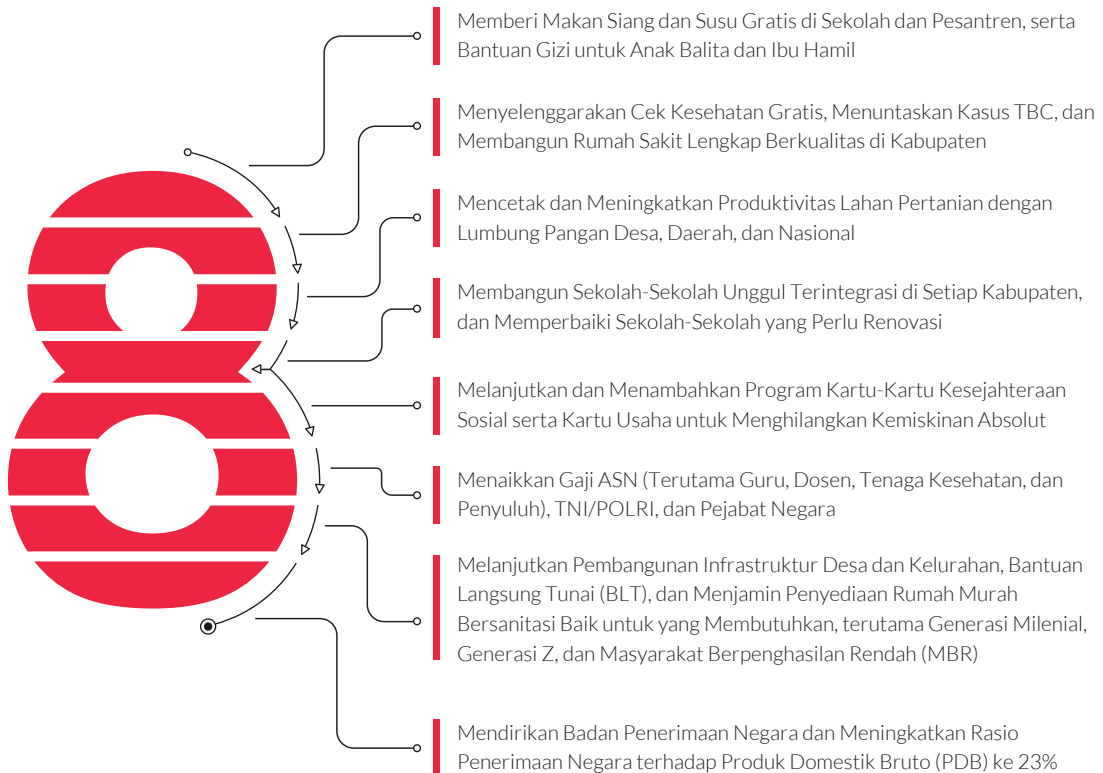 8
Memberi Makan Siang dan Susu Gratis di Sekolah dan Pesantren, serta
Bantuan Gizi untuk Anak Balita dan Ibu Hamil
Menyelenggarakan Cek Kesehatan Gratis, Menuntaskan Kasus TBC, dan
Membangun Rumah Sakit Lengkap Berkualitas di Kabupaten
Mencetak dan Meningkatkan Produktivitas Lahan Pertanian dengan
Lumbung Pangan Desa, Daerah, dan Nasional
Membangun Sekolah-Sekolah Unggul Terintegrasi di Setiap Kabupaten,
dan Memperbaiki Sekolah-Sekolah yang Perlu Renovasi
Melanjutkan dan Menambahkan Program Kartu-Kartu Kesejahteraan
Sosial serta Kartu Usaha untuk Menghilangkan Kemiskinan Absolut
Menaikkan Gaji ASN (Terutama Guru, Dosen, Tenaga Kesehatan, dan
Penyuluh), TNI/POLRI, dan Pejabat Negara
Melanjutkan Pembangunan Infrastruktur Desa dan Kelurahan, Bantuan
Langsung Tunai (BLT), dan Menjamin Penyediaan Rumah Murah
Bersanitasi Baik untuk yang Membutuhkan, terutama Generasi Milenial,
Generasi Z, dan Masyarakat Berpenghasilan Rendah (MBR)
Mendirikan Badan Penerimaan Negara dan Meningkatkan Rasio
Penerimaan Negara terhadap Produk Domestik Bruto (PDB) ke 23%